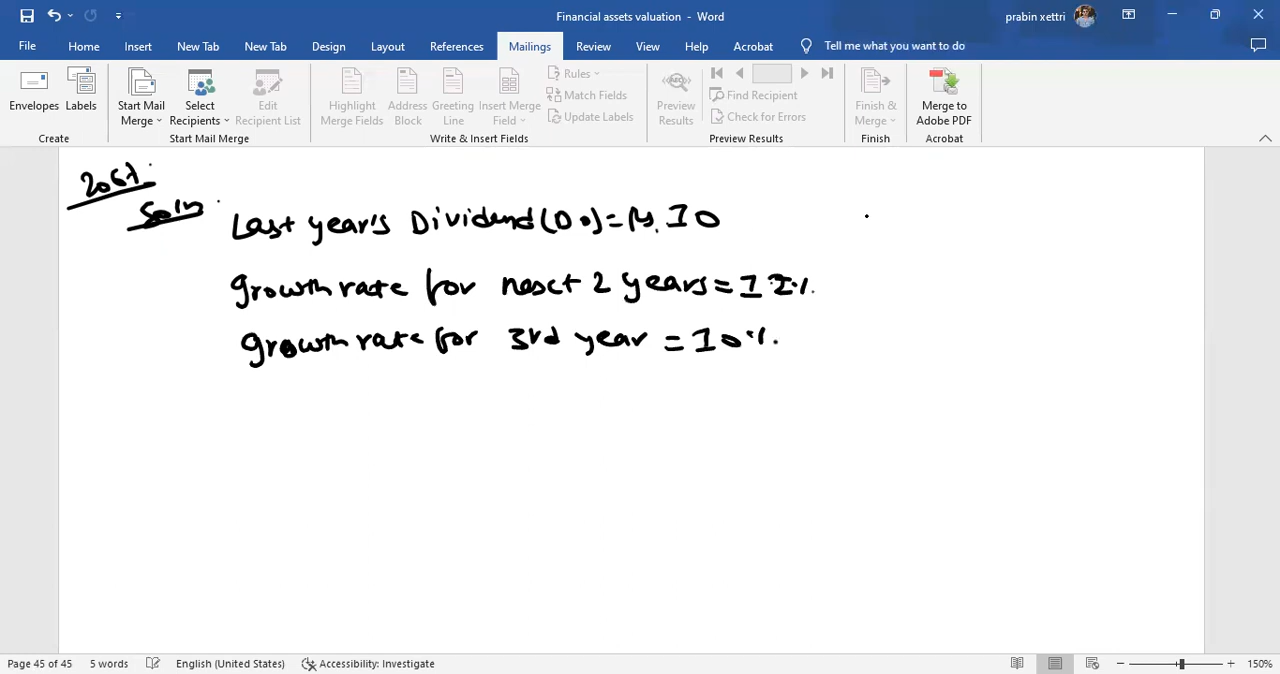 Financial assets valuation - Word
prabin xettri
File Home Insert New Tab New Tab Design Layout References Mailings Review View Help Acrobat Tell me what you want to do
Envelopes Labels
Start Mail Merge Select Recipients Edit Recipient List
Highlight Merge Fields Address Block Greeting Line Insert Merge Field
Rules
Match Fields
Update Labels
Preview Results
Find Recipient
Check for Errors
Finish & Merge
Merge to Adobe PDF
Create Start Mail Merge Write & Insert Fields Preview Results Finish Acrobat
Soln
Last year's Dividend (D0) = 10
growth rate for next 2 years = 12%
growth rate for 3rd year = 10%
Page 45 of 45 5 words English (United States) Accessibility: Investigate 150%